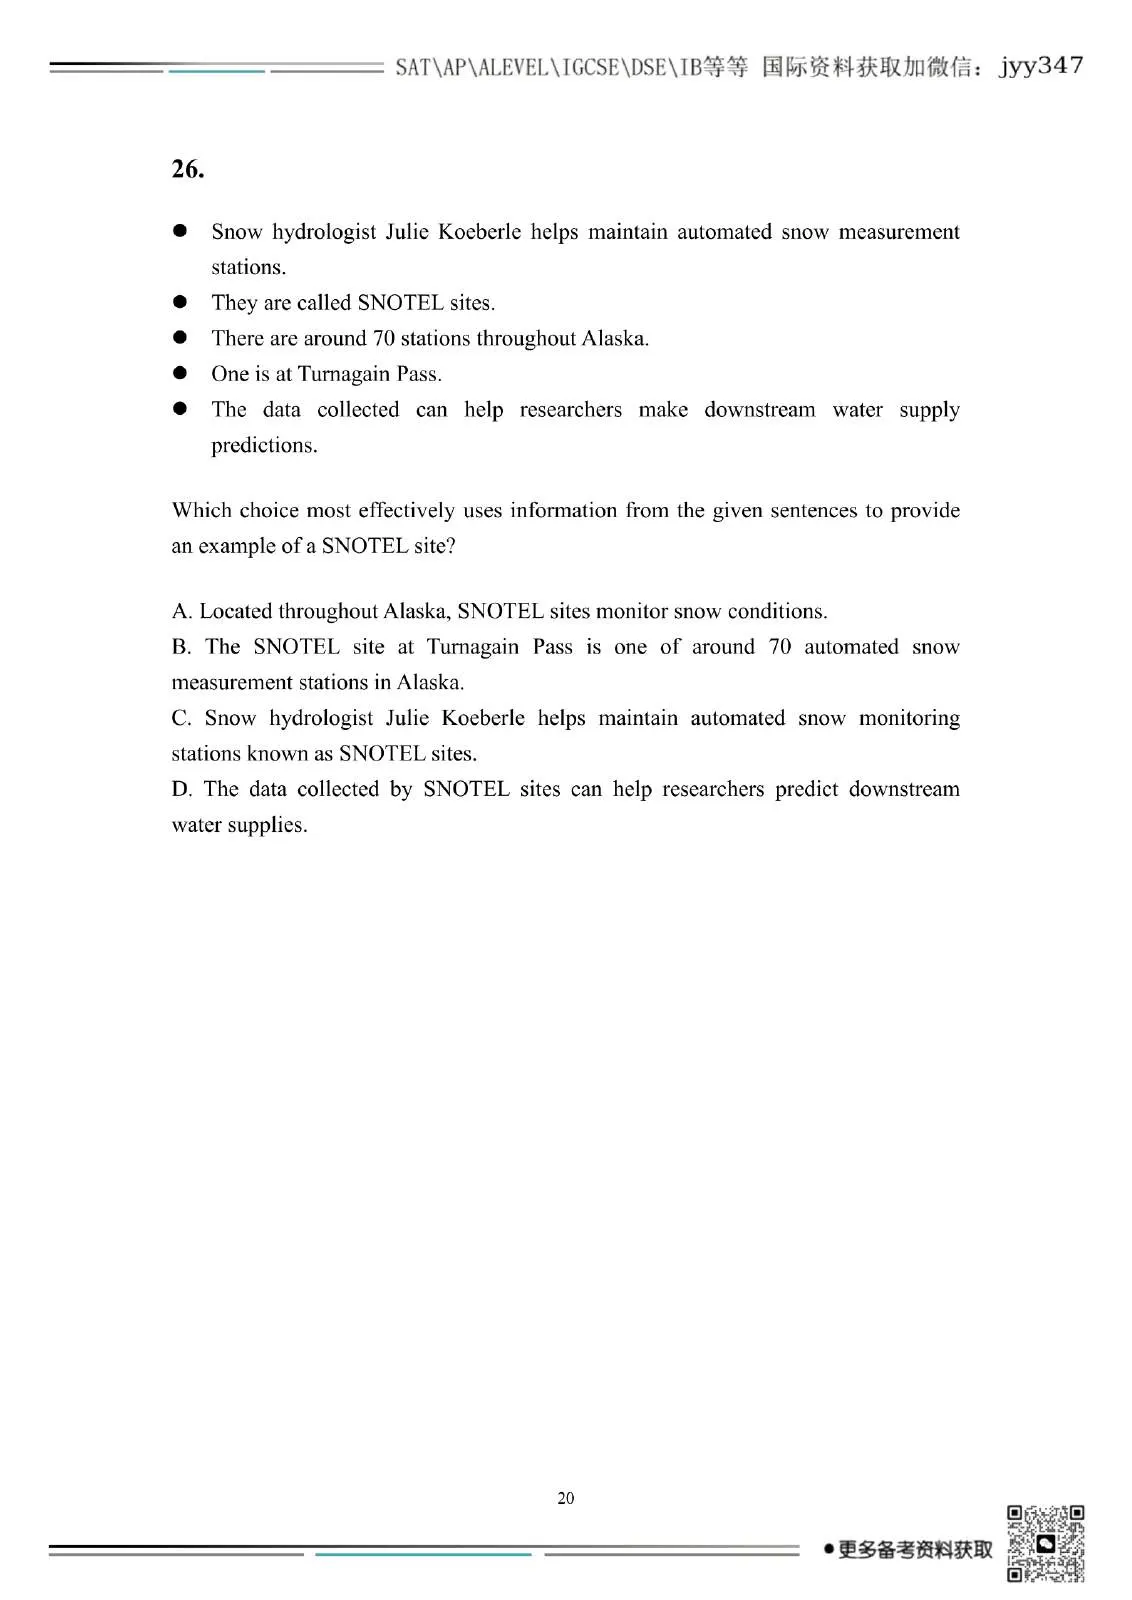 SAT\AP\ALEVEL\IGCSE\DSE\IB等等 国际资料获取加微信：jyy347
26.
● Snow hydrologist Julie Koeberle helps maintain automated snow measurement
stations.
● They are called SNOTEL sites.
● There are around 70 stations throughout Alaska.
● One is at Turnagain Pass.
● The data collected can help researchers make downstream water supply
predictions.
Which choice most effectively uses information from the given sentences to provide
an example of a SNOTEL site?
A. Located throughout Alaska, SNOTEL sites monitor snow conditions.
B. The SNOTEL site at Turnagain Pass is one of around 70 automated snow
measurement stations in Alaska.
C. Snow hydrologist Julie Koeberle helps maintain automated snow monitoring
stations known as SNOTEL sites.
D. The data collected by SNOTEL sites can help researchers predict downstream
water supplies.
20
●更多备考资料获取